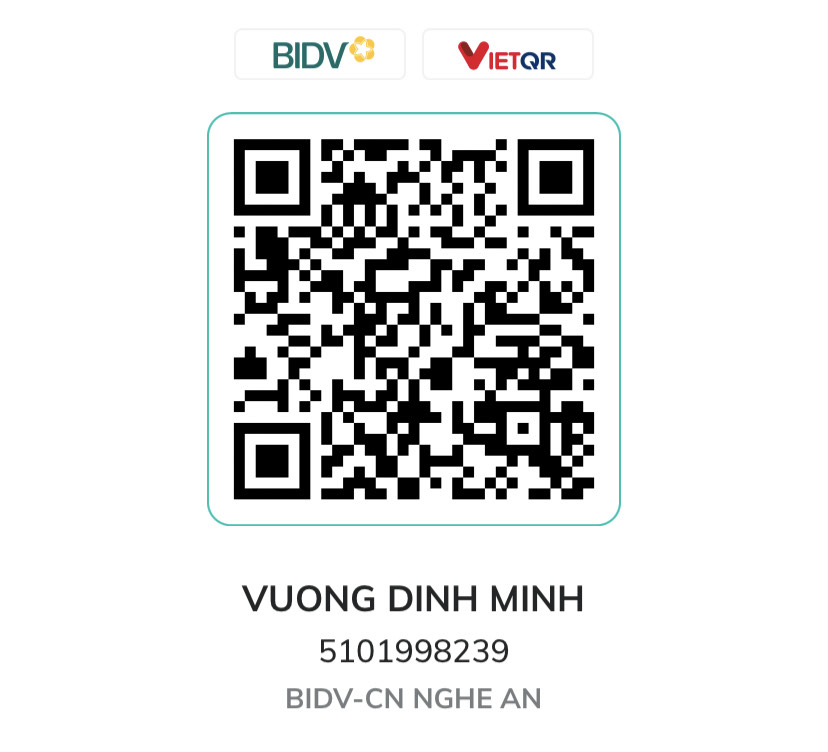 BIDV
VIETQR
VUONG DINH MINH
5101998239
BIDV-CN NGHE AN